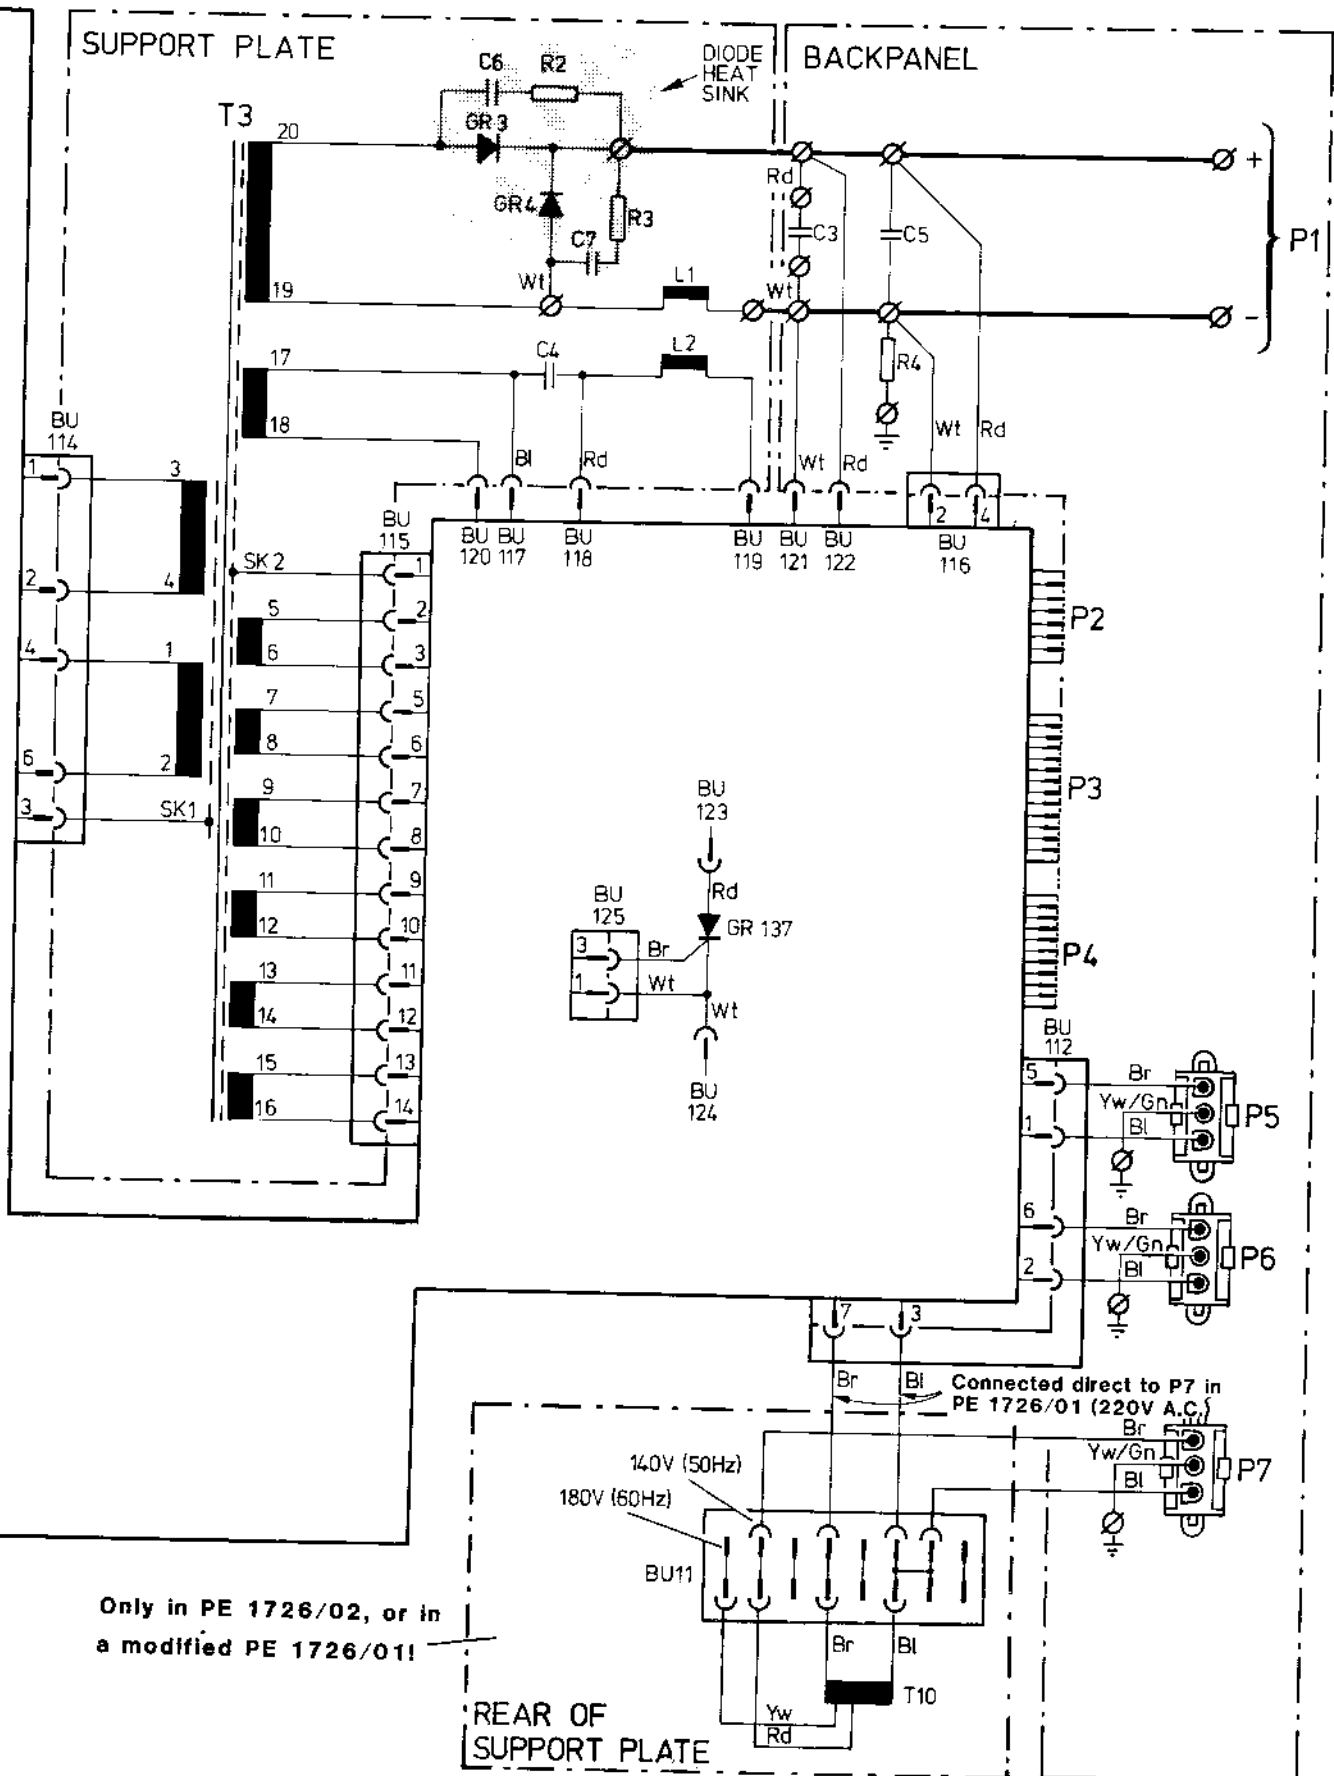 SUPPORT PLATE
DIODE
HEAT
SINK
BACKPANEL
C6
R2
T3
20
GR 3
+
Rd
GR4
R3
C3
C5
P1
C7
Wt
19
L1
Wt
-
17
C4
L2
R4
18
BU
114
Bl
Rd
Wt
Rd
Wt
Rd
1
3
2
4
BU
115
BU
120
BU
117
BU
118
BU
119
BU
121
BU
122
BU
116
SK 2
1
2
4
5
2
P2
6
3
4
1
7
5
8
6
6
2
9
7
BU
123
P3
3
SK1
10
8
11
9
Rd
BU
125
GR 137
12
10
3
Br
P4
13
11
1
Wt
Wt
14
12
BU
112
15
13
5
Br
BU
124
Yw/Gn
P5
16
14
1
Bl
6
Br
Yw/Gn
P6
2
Bl
7
3
Br
Bl
Connected direct to P7 in
PE 1726/01 (220V A.C.)
Br
140V (50Hz)
Yw/Gn
P7
180V (60Hz)
Bl
BU11
Only in PE 1726/02, or in
a modified PE 1726/01!
Br
Bl
T10
Yw
Rd
REAR OF
SUPPORT PLATE